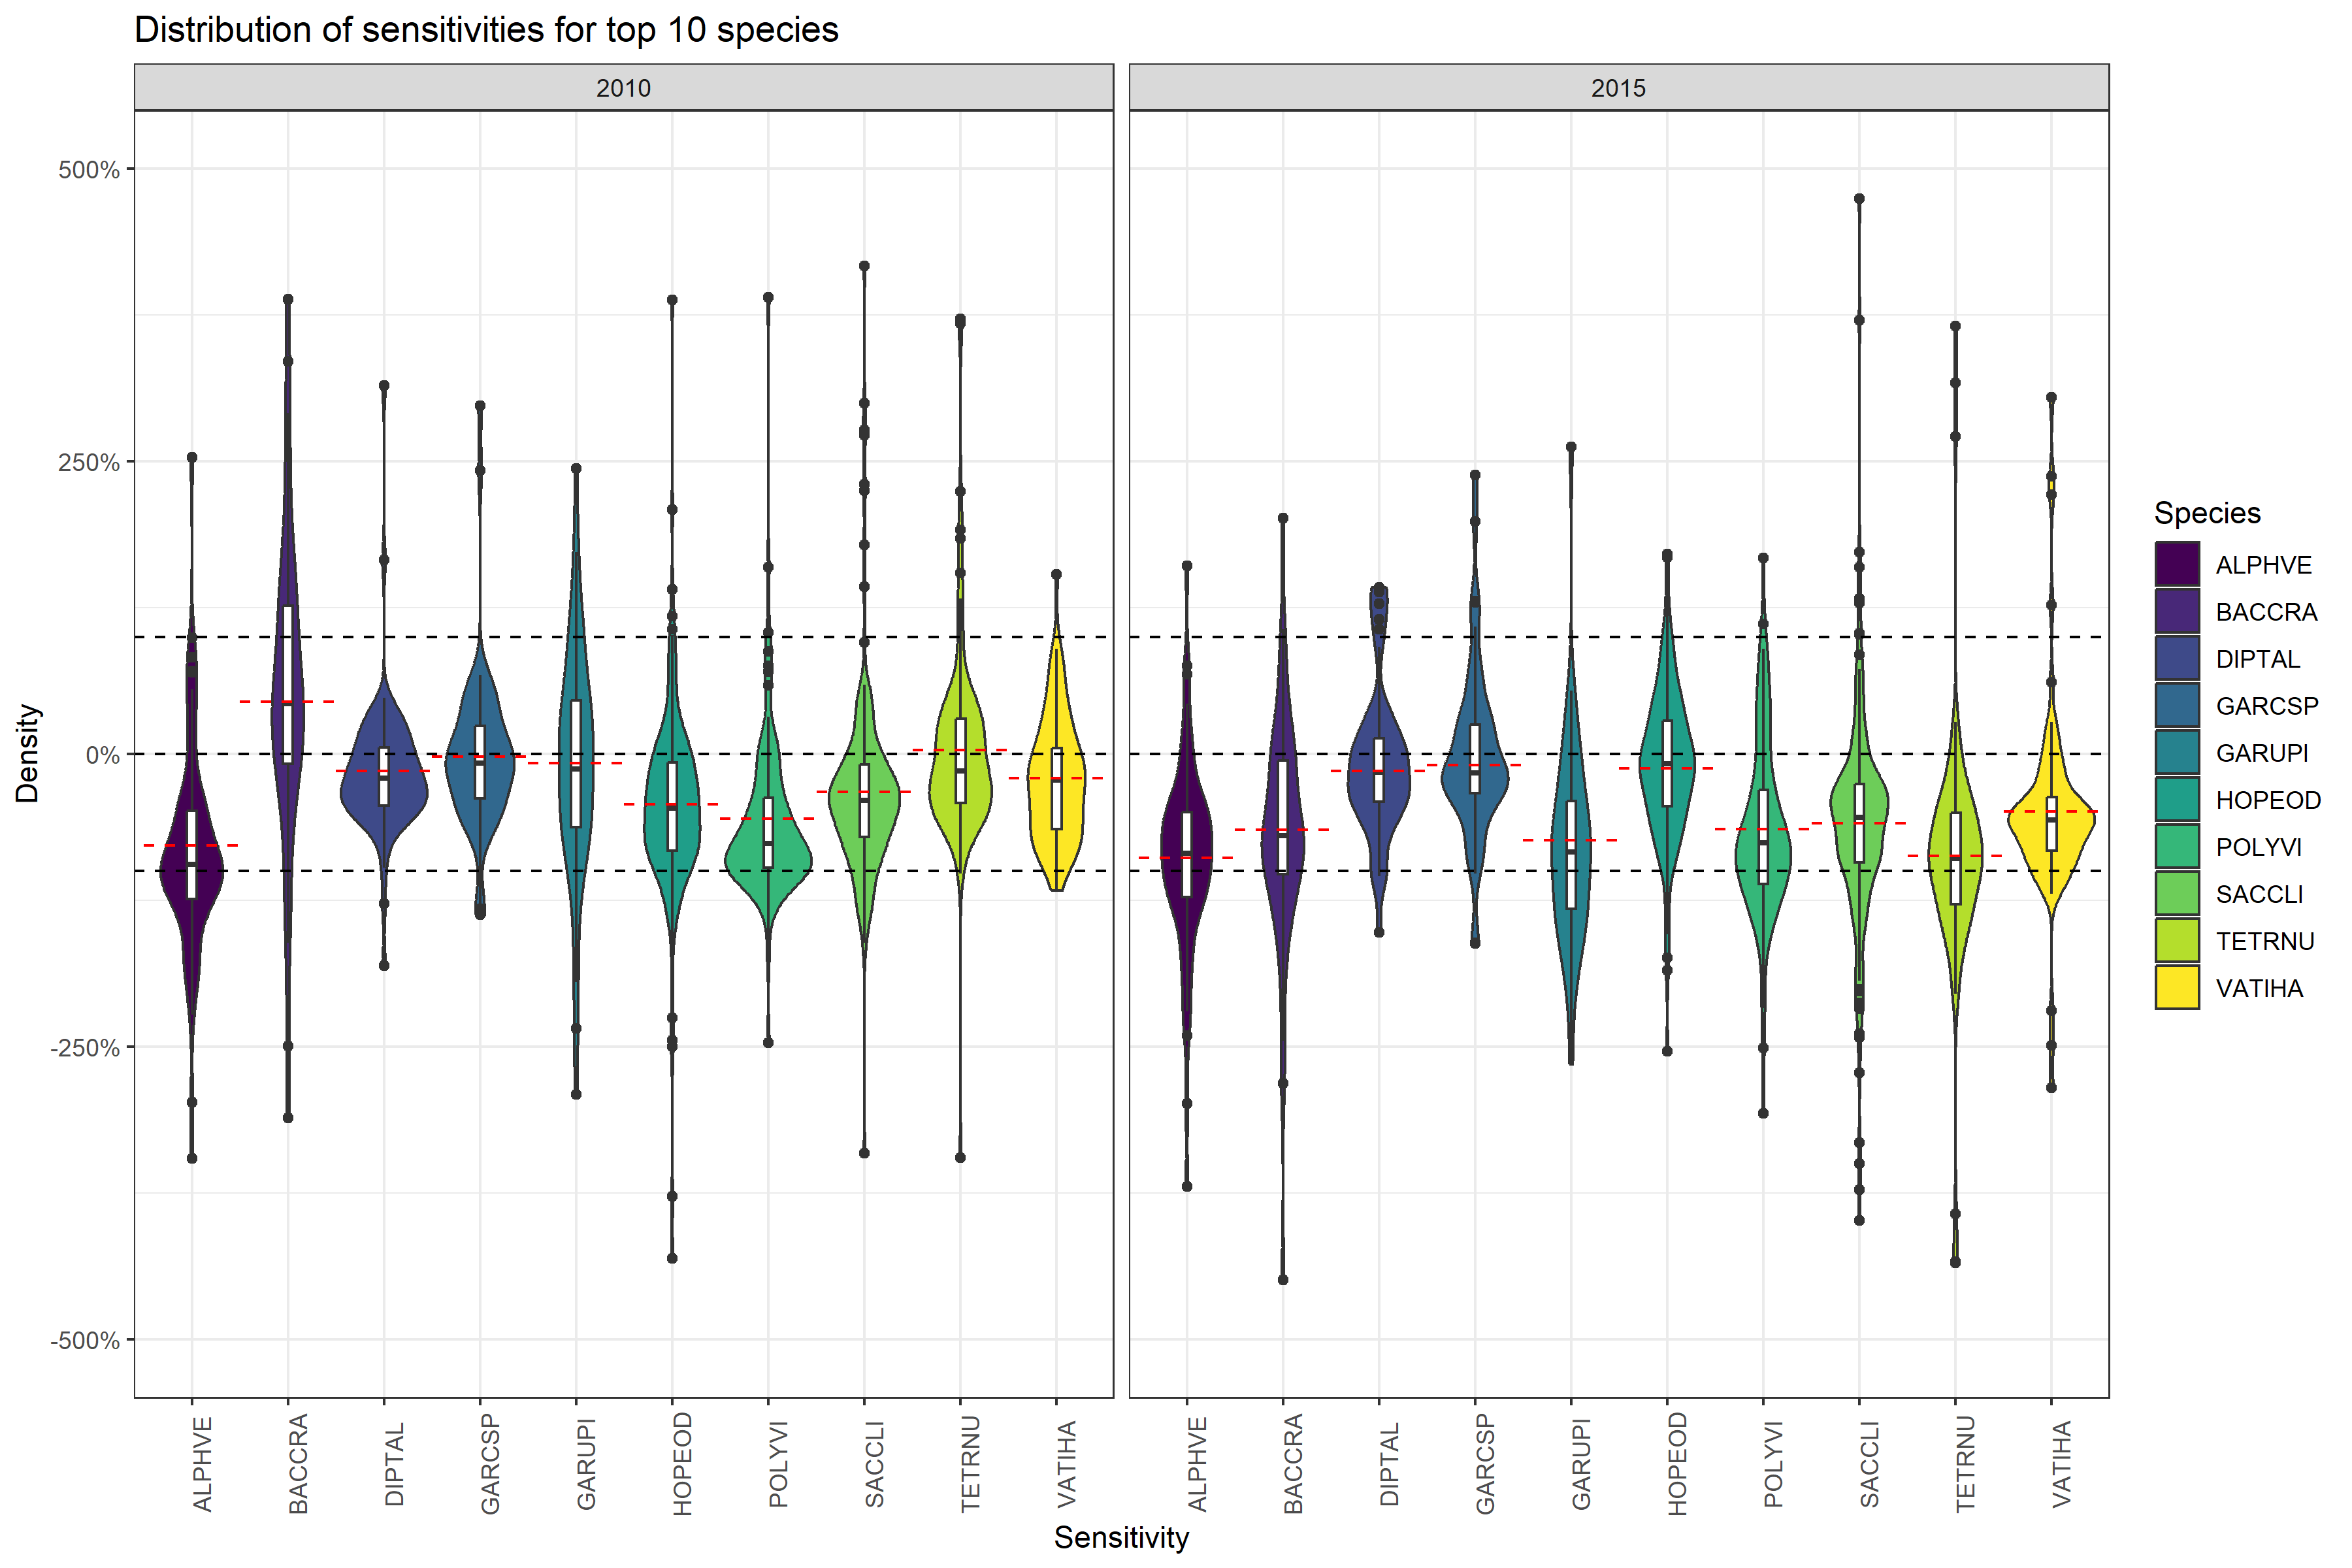 Distribution of sensitivities for top 10 species
2010
2015
500%
250%
0%
-250%
-500%
Density
ALPHVE
BACCRA
DIPTAL
GARCSP
GARUPI
HOPEOD
POLYVI
SACCLI
TETRNU
VATIHA
ALPHVE
BACCRA
DIPTAL
GARCSP
GARUPI
HOPEOD
POLYVI
SACCLI
TETRNU
VATIHA
Sensitivity
Species
ALPHVE
BACCRA
DIPTAL
GARCSP
GARUPI
HOPEOD
POLYVI
SACCLI
TETRNU
VATIHA